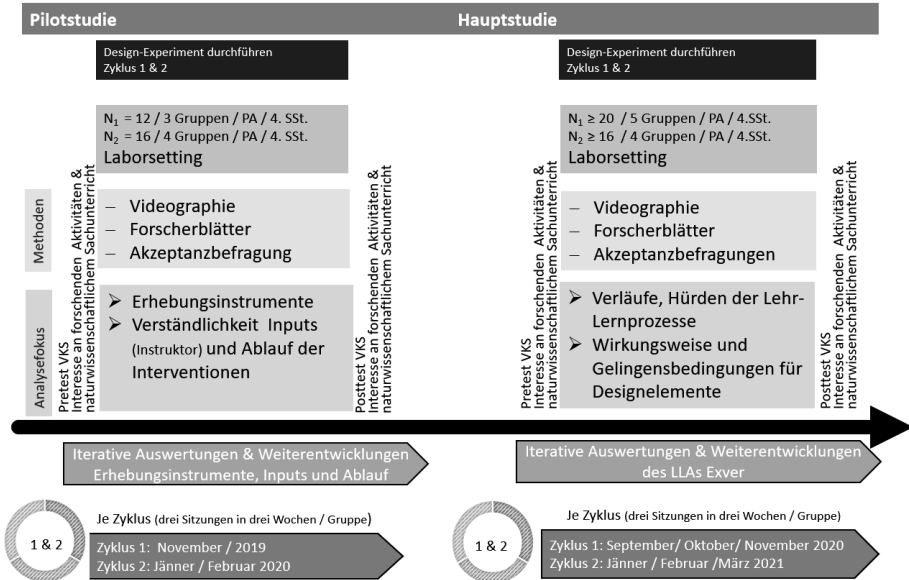 Pilotstudie
Design-Experiment durchführen
Zyklus 1 & 2
N1 = 12 / 3 Gruppen / PA / 4. SSt.
N2 = 16 / 4 Gruppen / PA / 4. SSt.
Laborsetting
Methoden
– Videographie
– Forscherblätter
– Akzeptanzbefragung
Analysefokus
➢ Erhebungsinstrumente
➢ Verständlichkeit Inputs
(Instruktor) und Ablauf der
Interventionen
Pretest VKS
Interesse an forschenden Aktivitäten &
naturwissenschaftlichem Sachunterricht
Posttest VKS
Interesse an forschenden Aktivitäten &
naturwissenschaftlichem Sachunterricht
Iterative Auswertungen & Weiterentwicklungen
Erhebungsinstrumente, Inputs und Ablauf
1 & 2
Je Zyklus (drei Sitzungen in drei Wochen / Gruppe)
Zyklus 1: November / 2019
Zyklus 2: Jänner / Februar 2020
Hauptstudie
Design-Experiment durchführen
Zyklus 1 & 2
N1 ≥ 20 / 5 Gruppen / PA / 4.SSt.
N2 ≥ 16 / 4 Gruppen / PA / 4.SSt.
Laborsetting
– Videographie
– Forscherblätter
– Akzeptanzbefragungen
➢ Verläufe, Hürden der Lehr-
Lernprozesse
➢ Wirkungsweise und
Gelingensbedingungen für
Designelemente
Pretest VKS
Interesse an forschenden Aktivitäten &
naturwissenschaftlichem Sachunterricht
Posttest VKS
Interesse an forschenden Aktivitäten &
naturwissenschaftlichem Sachunterricht
Iterative Auswertungen & Weiterentwicklungen
des LLAs Exver
1 & 2
Je Zyklus (drei Sitzungen in drei Wochen / Gruppe)
Zyklus 1: September/ Oktober/ November 2020
Zyklus 2: Jänner / Februar /März 2021